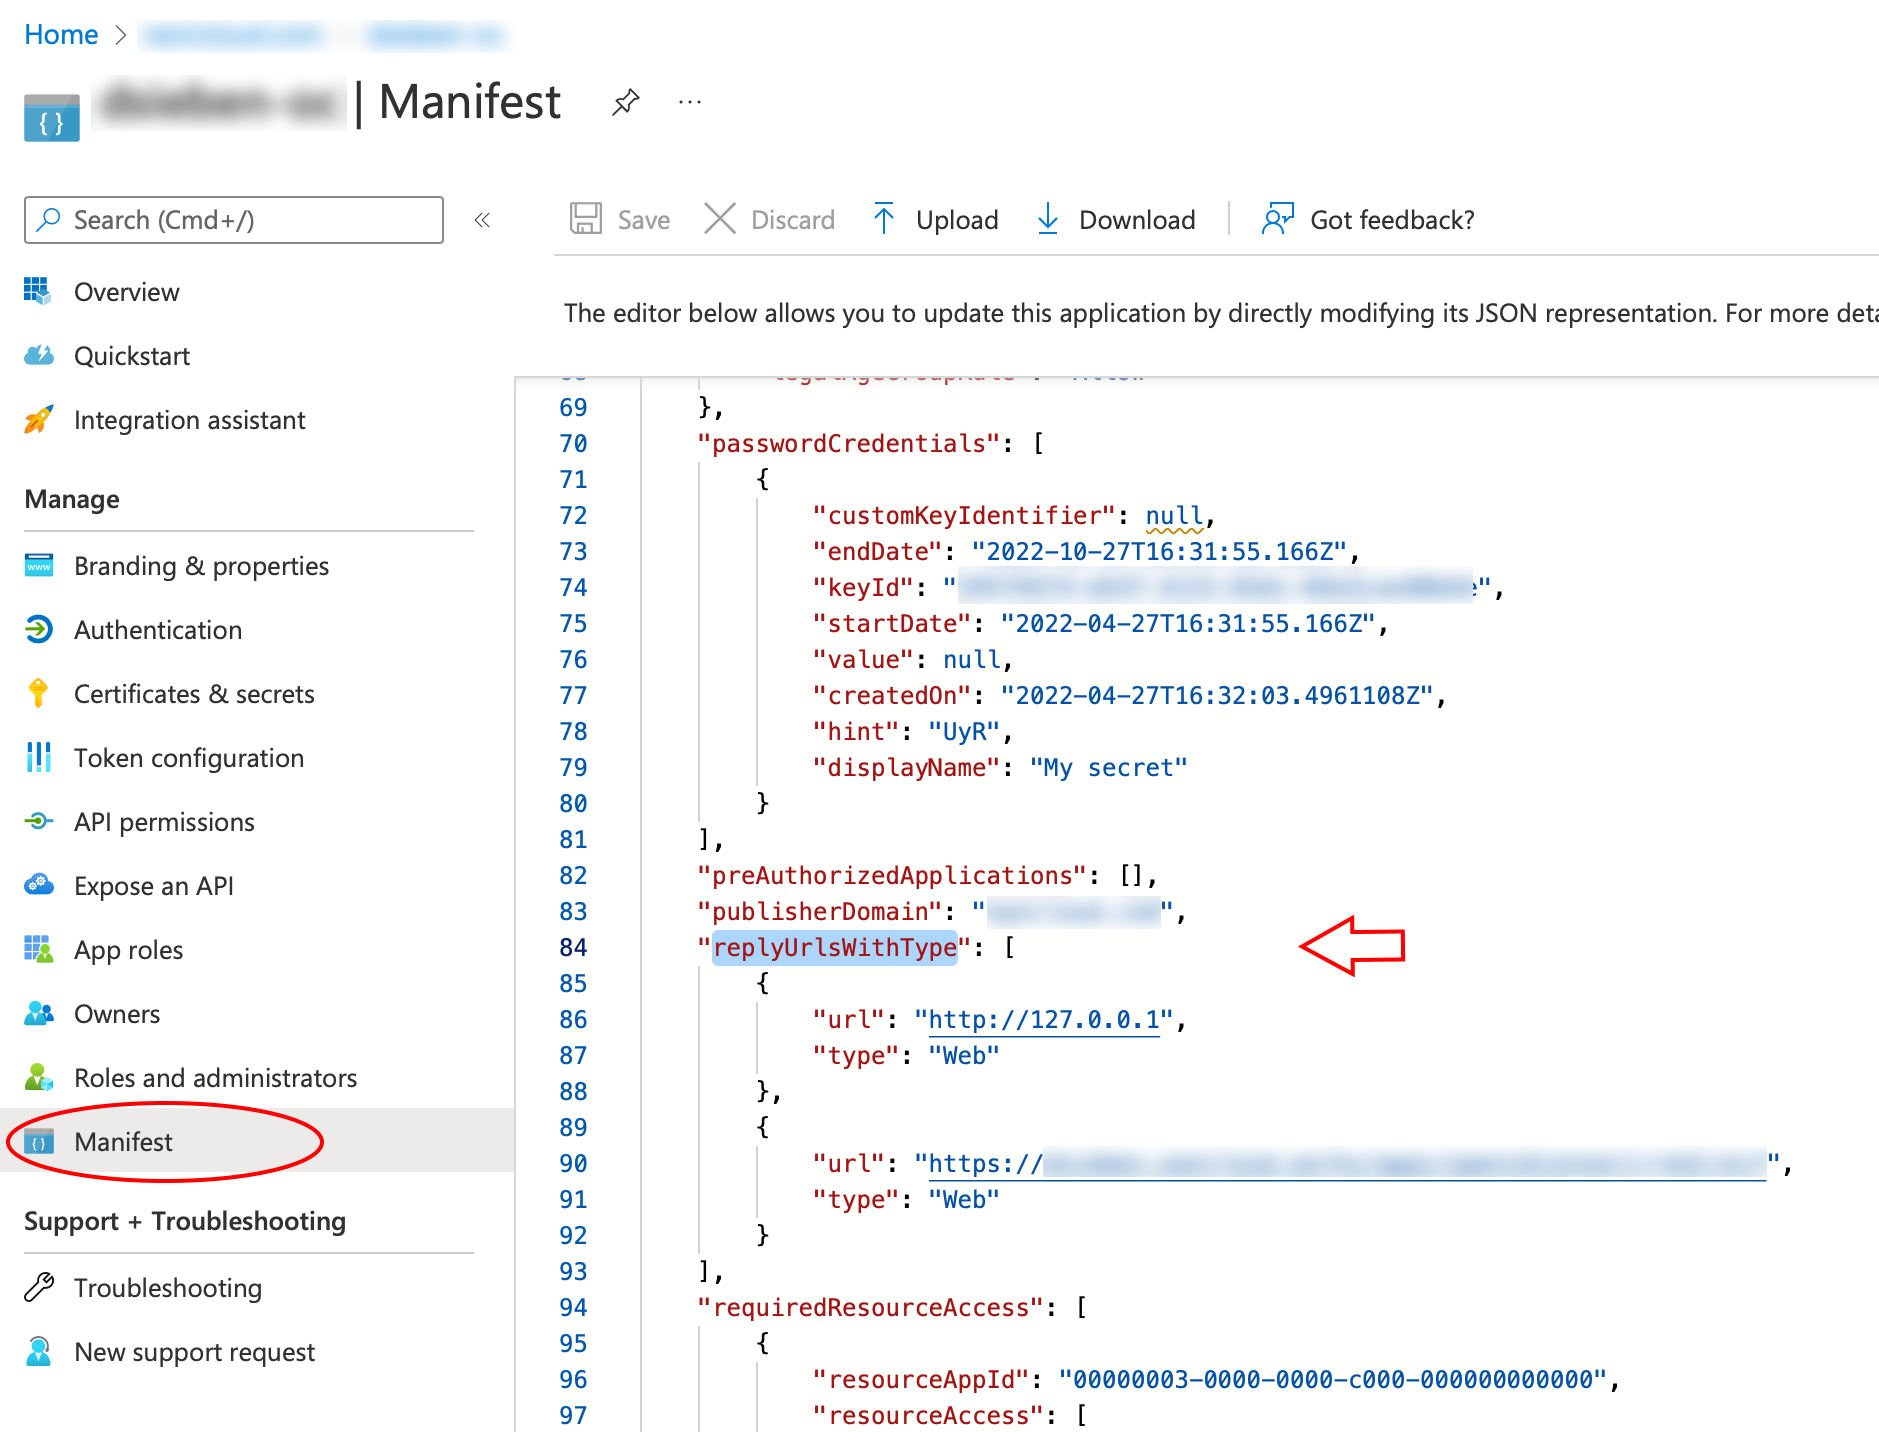 Home >
| Manifest ...
Search (Cmd+/) «
Save Discard Upload Download Got feedback?
Overview
Quickstart
Integration assistant
Manage
Branding & properties
Authentication
Certificates & secrets
Token configuration
API permissions
Expose an API
App roles
Owners
Roles and administrators
Manifest
Support + Troubleshooting
Troubleshooting
New support request
The editor below allows you to update this application by directly modifying its JSON representation. For more deta
69 },
70 "passwordCredentials": [
71 {
72 "customKeyIdentifier": null,
73 "endDate": "2022-10-27T16:31:55.166Z",
74 "keyId": " e",
75 "startDate": "2022-04-27T16:31:55.166Z",
76 "value": null,
77 "createdOn": "2022-04-27T16:32:03.4961108Z",
78 "hint": "UyR",
79 "displayName": "My secret"
80 }
81 ],
82 "preAuthorizedApplications": [],
83 "publisherDomain": " ",
84 "replyUrlsWithType": [
85 {
86 "url": "http://127.0.0.1",
87 "type": "Web"
88 },
89 {
90 "url": "https:// ",
91 "type": "Web"
92 }
93 ],
94 "requiredResourceAccess": [
95 {
96 "resourceAppId": "00000003-0000-0000-c000-000000000000",
97 "resourceAccess": [